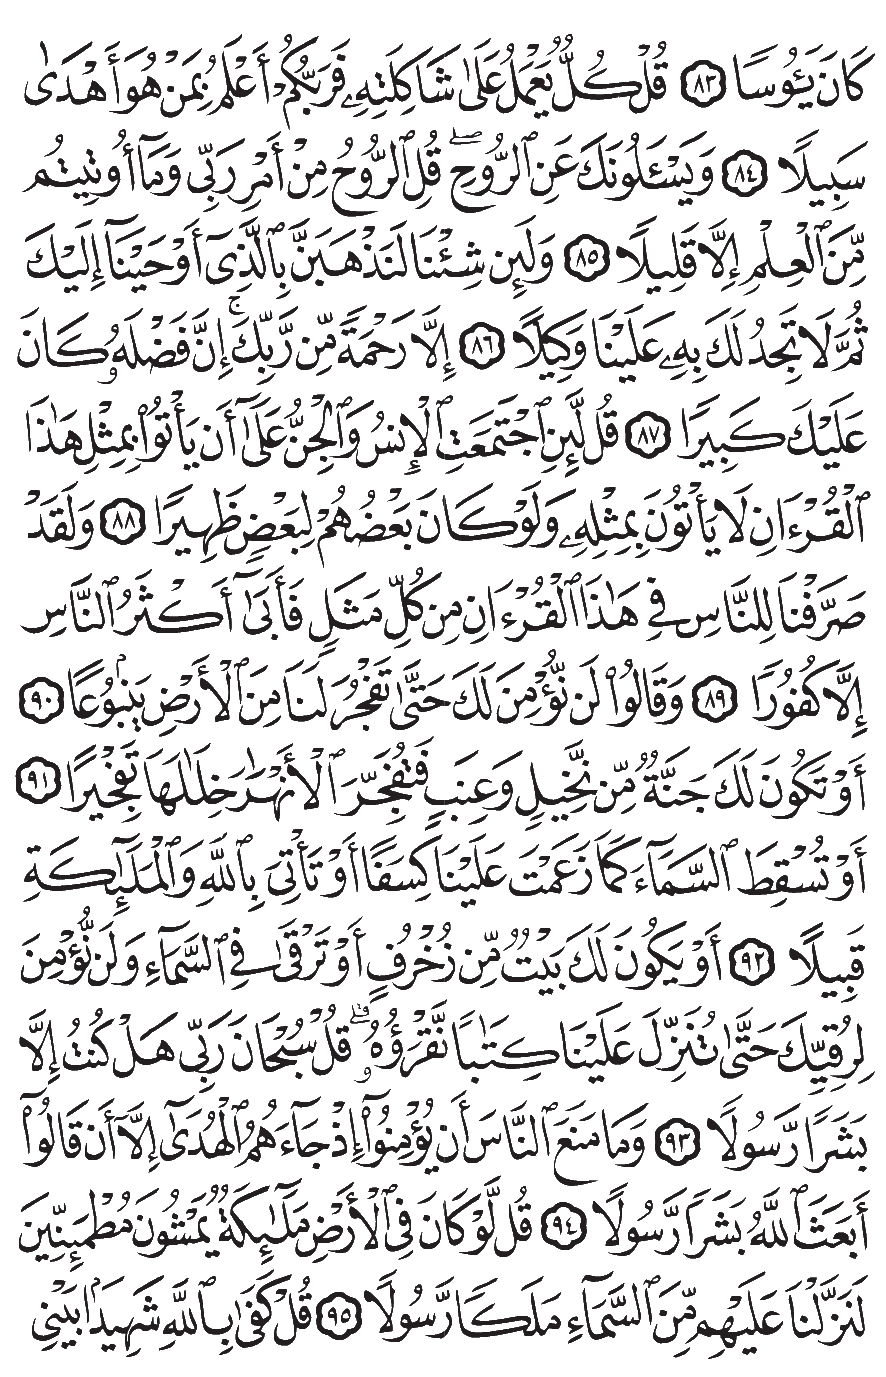 كَانَ يَـُٔوسًا ٨٣ قُلْ كُلٌّ يَعْمَلُ عَلَىٰ شَاكِلَتِهِۦ فَرَبُّكُمْ أَعْلَمُ بِمَنْ هُوَ أَهْدَىٰ
سَبِيلًا ٨٤ وَيَسْـَٔلُونَكَ عَنِ ٱلرُّوحِ ۖ قُلِ ٱلرُّوحُ مِنْ أَمْرِ رَبِّى وَمَآ أُوتِيتُم
مِّنَ ٱلْعِلْمِ إِلَّا قَلِيلًا ٨٥ وَلَئِن شِئْنَا لَنَذْهَبَنَّ بِٱلَّذِىٓ أَوْحَيْنَآ إِلَيْكَ
ثُمَّ لَا تَجِدُ لَكَ بِهِۦ عَلَيْنَا وَكِيلًا ٨٦ إِلَّا رَحْمَةً مِّن رَّبِّكَ ۚ إِنَّ فَضْلَهُۥ كَانَ
عَلَيْكَ كَبِيرًا ٨٧ قُل لَّئِنِ ٱجْتَمَعَتِ ٱلْإِنسُ وَٱلْجِنُّ عَلَىٰٓ أَن يَأْتُوا۟ بِمِثْلِ هَـٰذَا
ٱلْقُرْءَانِ لَا يَأْتُونَ بِمِثْلِهِۦ وَلَوْ كَانَ بَعْضُهُمْ لِبَعْضٍ ظَهِيرًا ٨٨ وَلَقَدْ
صَرَّفْنَا لِلنَّاسِ فِى هَـٰذَا ٱلْقُرْءَانِ مِن كُلِّ مَثَلٍ فَأَبَىٰٓ أَكْثَرُ ٱلنَّاسِ
إِلَّا كُفُورًا ٨٩ وَقَالُوا۟ لَن نُّؤْمِنَ لَكَ حَتَّىٰ تَفْجُرَ لَنَا مِنَ ٱلْأَرْضِ يَنۢبُوعًا ٩٠
أَوْ تَكُونَ لَكَ جَنَّةٌ مِّن نَّخِيلٍ وَعِنَبٍ فَتُفَجِّرَ ٱلْأَنْهَـٰرَ خِلَـٰلَهَا تَفْجِيرًا ٩١
أَوْ تُسْقِطَ ٱلسَّمَآءَ كَمَا زَعَمْتَ عَلَيْنَا كِسَفًا أَوْ تَأْتِىَ بِٱللَّهِ وَٱلْمَلَـٰٓئِكَةِ
قَبِيلًا ٩٢ أَوْ يَكُونَ لَكَ بَيْتٌ مِّن زُخْرُفٍ أَوْ تَرْقَىٰ فِى ٱلسَّمَآءِ وَلَن نُّؤْمِنَ
لِرُقِيِّكَ حَتَّىٰ تُنَزِّلَ عَلَيْنَا كِتَـٰبًا نَّقْرَؤُهُۥ ۗ قُلْ سُبْحَانَ رَبِّى هَلْ كُنتُ إِلَّا
بَشَرًا رَّسُولًا ٩٣ وَمَا مَنَعَ ٱلنَّاسَ أَن يُؤْمِنُوٓا۟ إِذْ جَآءَهُمُ ٱلْهُدَىٰٓ إِلَّآ أَن قَالُوٓا۟
أَبَعَثَ ٱللَّهُ بَشَرًا رَّسُولًا ٩٤ قُل لَّوْ كَانَ فِى ٱلْأَرْضِ مَلَـٰٓئِكَةٌ يَمْشُونَ مُطْمَئِنِّينَ
لَنَزَّلْنَا عَلَيْهِم مِّنَ ٱلسَّمَآءِ مَلَكًا رَّسُولًا ٩٥ قُلْ كَفَىٰ بِٱللَّهِ شَهِيدًۢا بَيْنِى